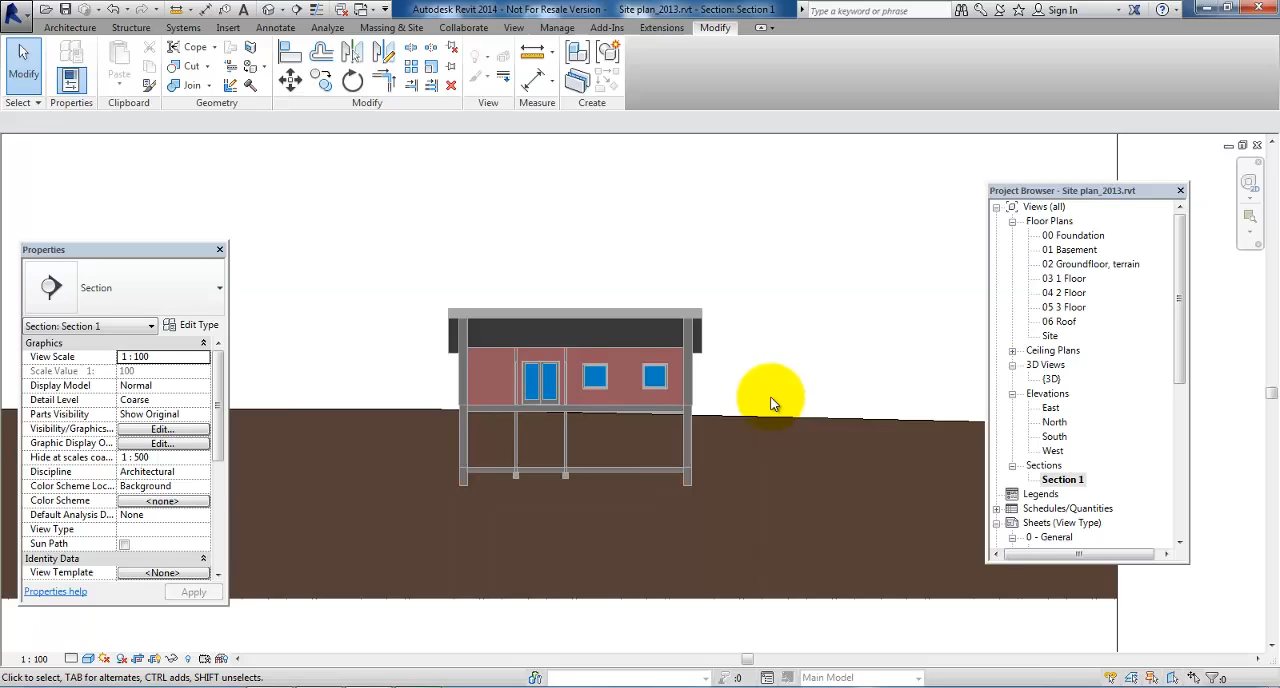 Autodesk Revit 2014 - Not For Resale Version - Site plan_2013.rvt - Section: Section 1
Type a keyword or phrase
Sign In
Architecture Structure Systems Insert Annotate Analyze Massing & Site Collaborate View Manage Add-Ins Extensions Modify
Modify
Paste
Cope
Cut
Join
Select Properties Clipboard Geometry Modify View Measure Create
Properties
Section
Section: Section 1
Edit Type
Graphics
View Scale 1 : 100
Scale Value 1: 100
Display Model Normal
Detail Level Coarse
Parts Visibility Show Original
Visibility/Graphics... Edit...
Graphic Display O... Edit...
Hide at scales coa... 1 : 500
Discipline Architectural
Color Scheme Loc... Background
Color Scheme <none>
Default Analysis D... None
View Type
Sun Path
Identity Data
View Template <None>
Properties help
Apply
Project Browser - Site plan_2013.rvt
Views (all)
Floor Plans
00 Foundation
01 Basement
02 Groundfloor, terrain
03 1 Floor
04 2 Floor
05 3 Floor
06 Roof
Site
Ceiling Plans
3D Views
{3D}
Elevations
East
North
South
West
Sections
Section 1
Legends
Schedules/Quantities
Sheets (View Type)
0 - General
2D
1 : 100
Click to select, TAB for alternates, CTRL adds, SHIFT unselects.
:0
Main Model
:0